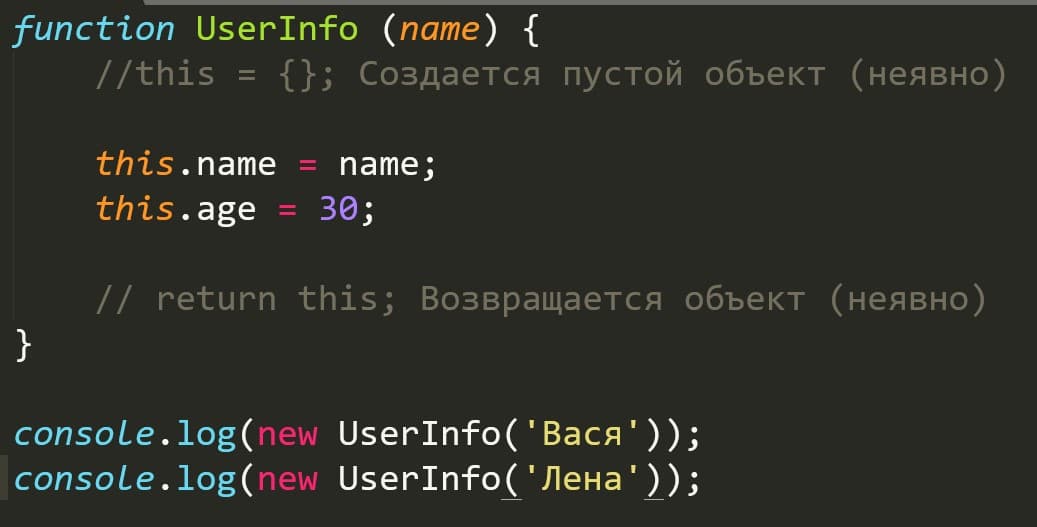 function UserInfo (name) {
//this = {}; Создается пустой объект (неявно)
this.name = name;
this.age = 30;
// return this; Возвращается объект (неявно)
}
console.log(new UserInfo('Вася'));
console.log(new UserInfo('Лена'));